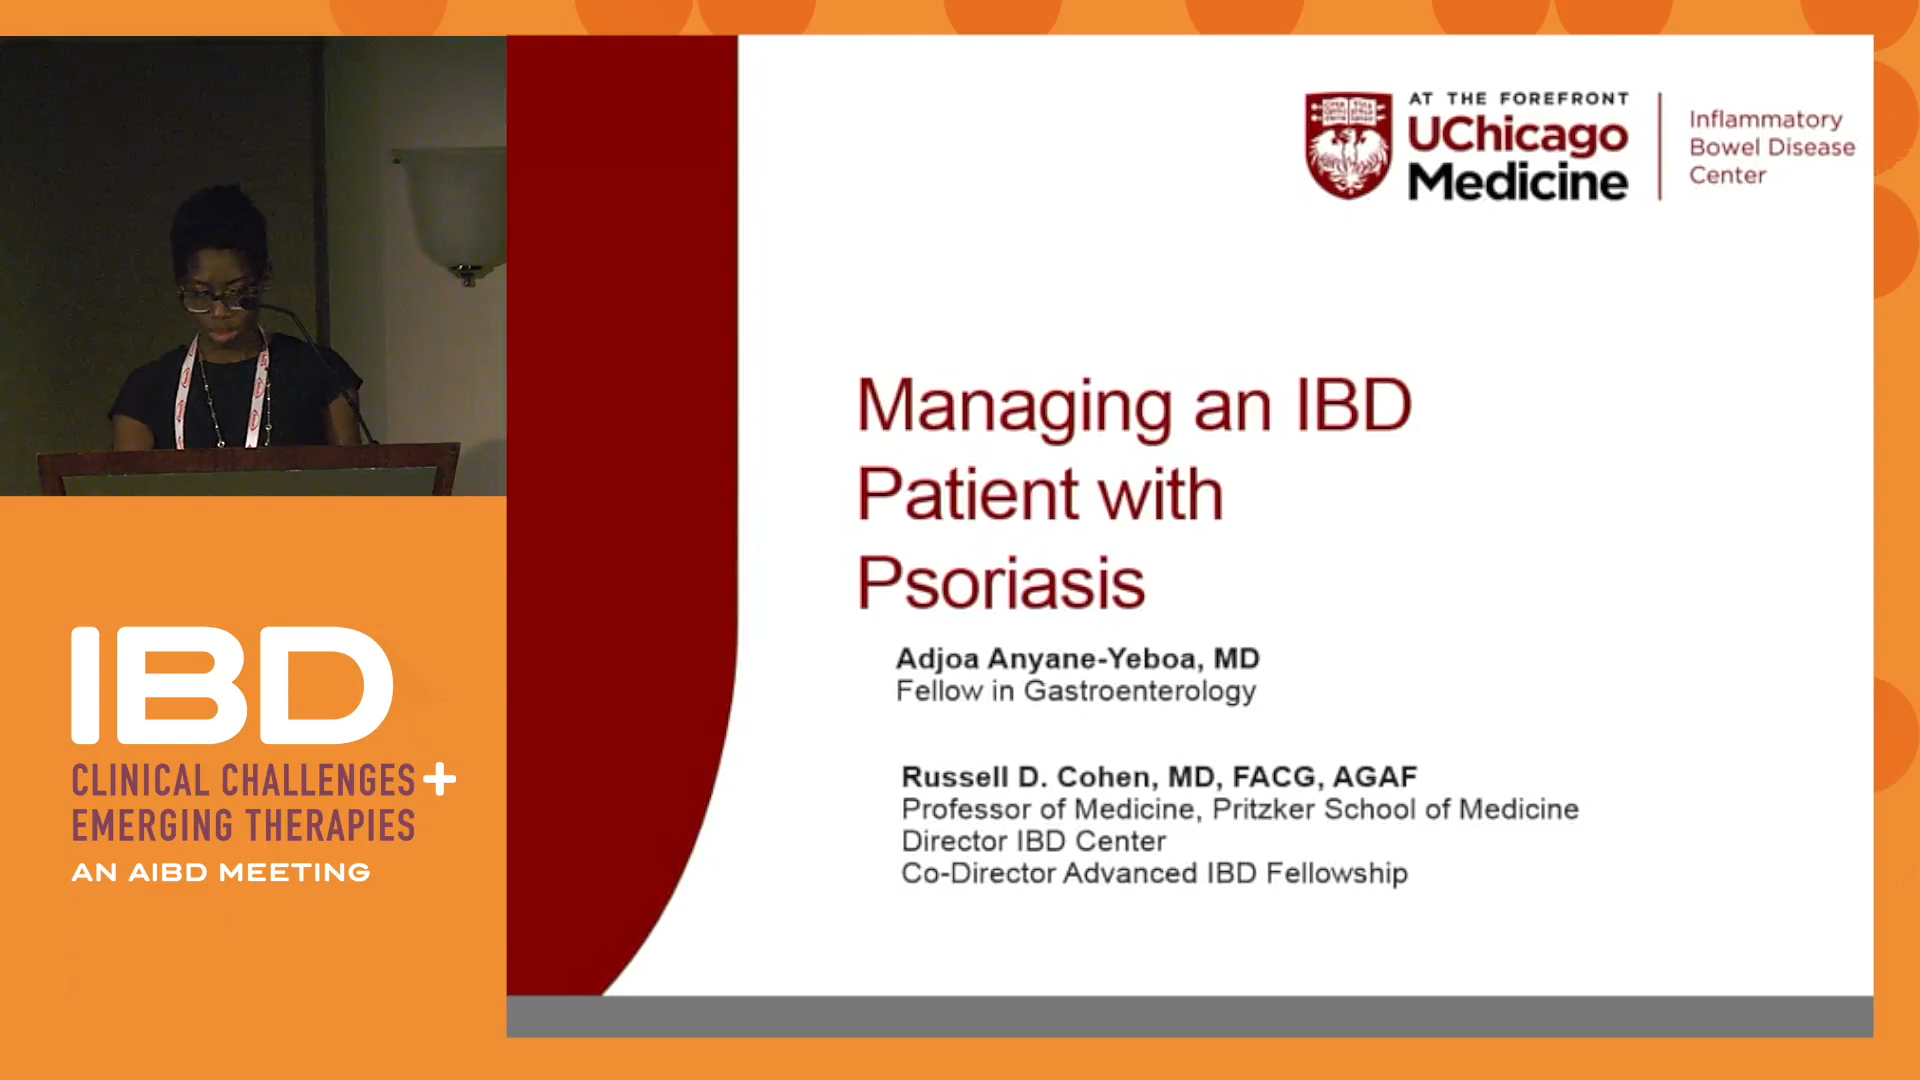 AT THE FOREFRONT
UChicago
Medicine
Inflammatory
Bowel Disease
Center
Managing an IBD
Patient with
Psoriasis
Adjoa Anyane-Yeboa, MD
Fellow in Gastroenterology
Russell D. Cohen, MD, FACG, AGAF
Professor of Medicine, Pritzker School of Medicine
Director IBD Center
Co-Director Advanced IBD Fellowship
IBD
CLINICAL CHALLENGES +
EMERGING THERAPIES
AN AIBD MEETING